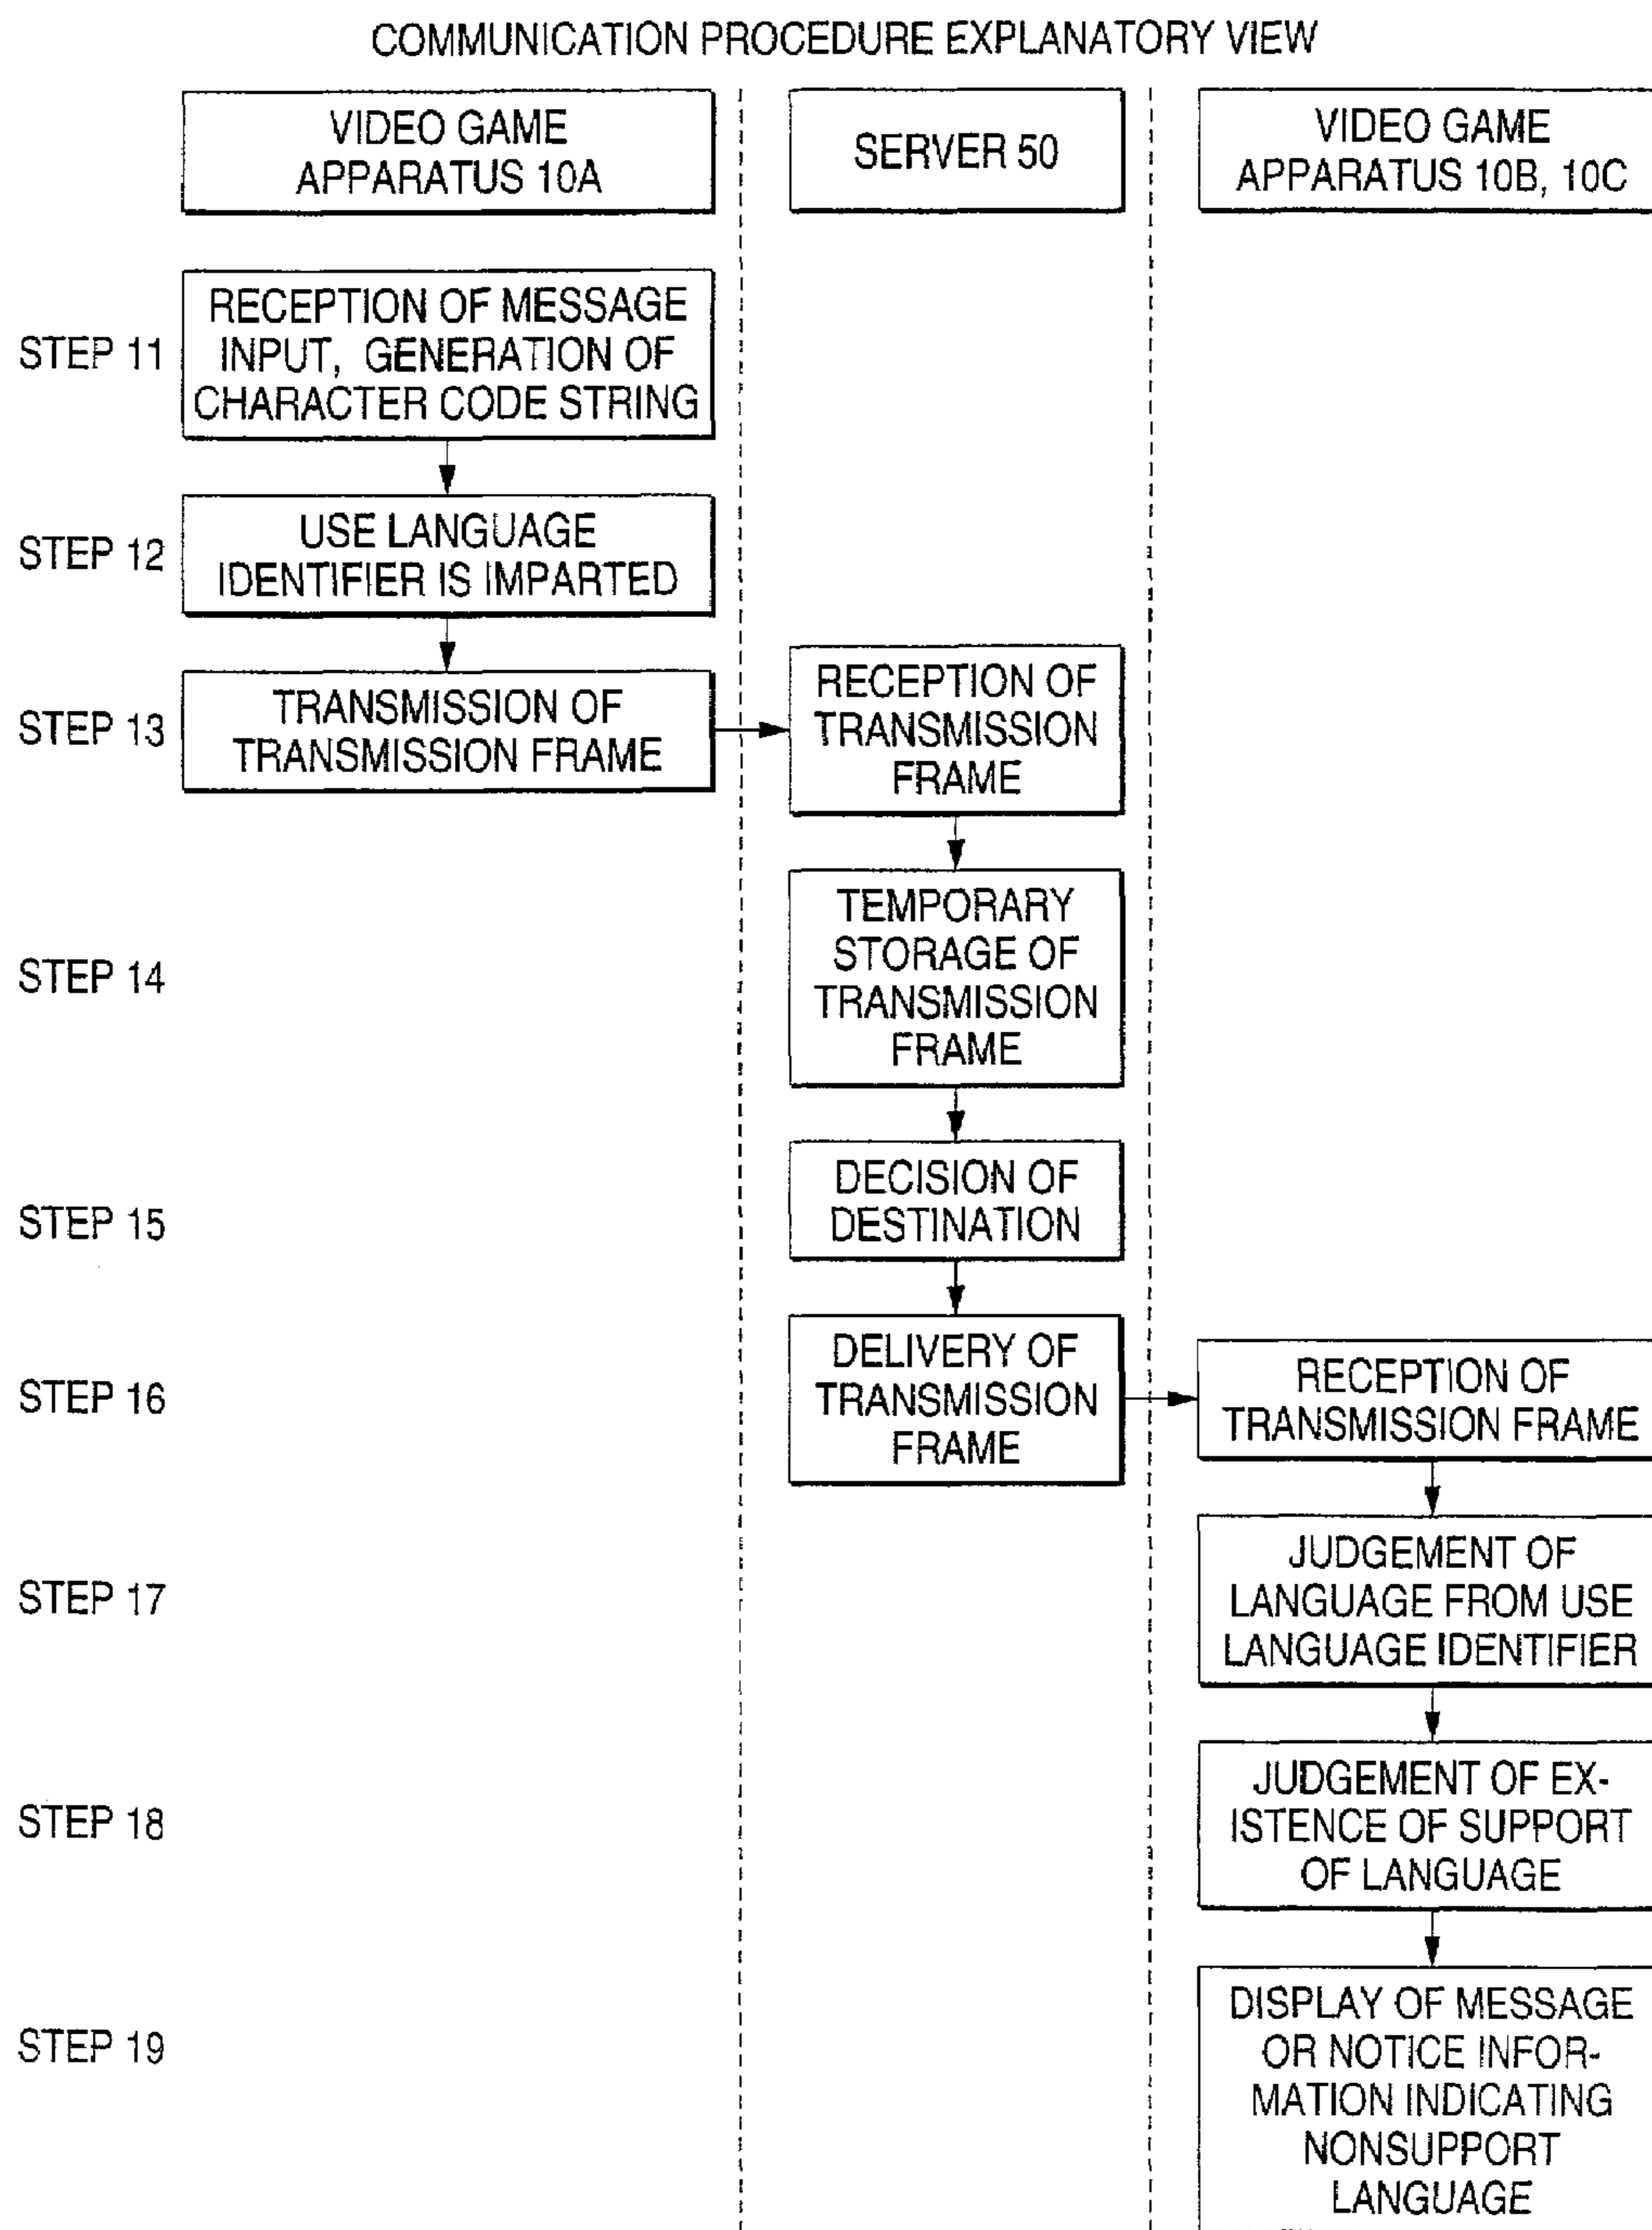 COMMUNICATION PROCEDURE EXPLANATORY VIEW
VIDEO GAME
APPARATUS 10A
SERVER 50
VIDEO GAME
APPARATUS 10B, 10C
STEP 11
RECEPTION OF MESSAGE
INPUT, GENERATION OF
CHARACTER CODE STRING
STEP 12
USE LANGUAGE
IDENTIFIER IS IMPARTED
STEP 13
TRANSMISSION OF
TRANSMISSION FRAME
RECEPTION OF
TRANSMISSION
FRAME
STEP 14
TEMPORARY
STORAGE OF
TRANSMISSION
FRAME
STEP 15
DECISION OF
DESTINATION
STEP 16
DELIVERY OF
TRANSMISSION
FRAME
RECEPTION OF
TRANSMISSION FRAME
STEP 17
JUDGEMENT OF
LANGUAGE FROM USE
LANGUAGE IDENTIFIER
STEP 18
JUDGEMENT OF EX-
ISTENCE OF SUPPORT
OF LANGUAGE
STEP 19
DISPLAY OF MESSAGE
OR NOTICE INFOR-
MATION INDICATING
NONSUPPORT
LANGUAGE